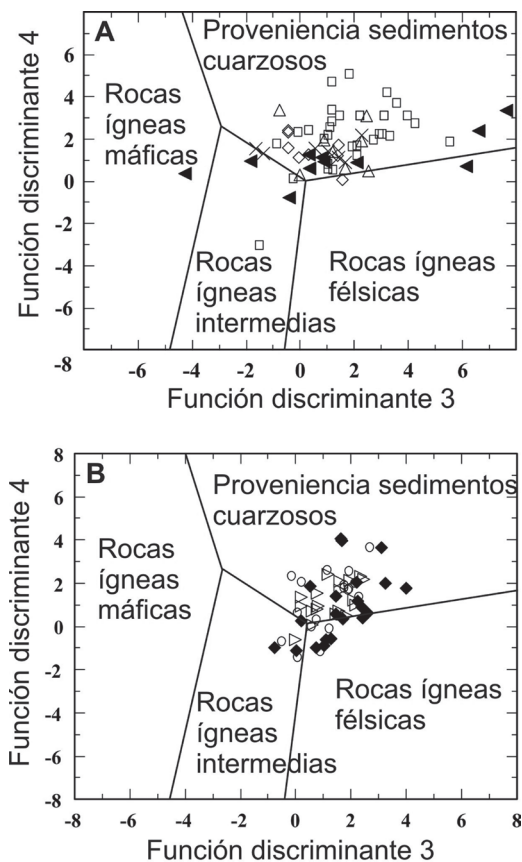 A
Proveniencia sedimentos
cuarzosos
Rocas
ígneas
máficas
Rocas
ígneas
intermedias
Rocas ígneas
félsicas
8
6
4
2
0
-2
-4
-6
-8
-6
-4
-2
0
2
4
6
Función discriminante 4
Función discriminante 3
B
Proveniencia sedimentos
cuarzosos
Rocas
ígneas
máficas
Rocas
ígneas
intermedias
Rocas ígneas
félsicas
8
6
4
2
0
-2
-4
-6
-8
-8
-6
-4
-2
0
2
4
6
8
Función discriminante 4
Función discriminante 3